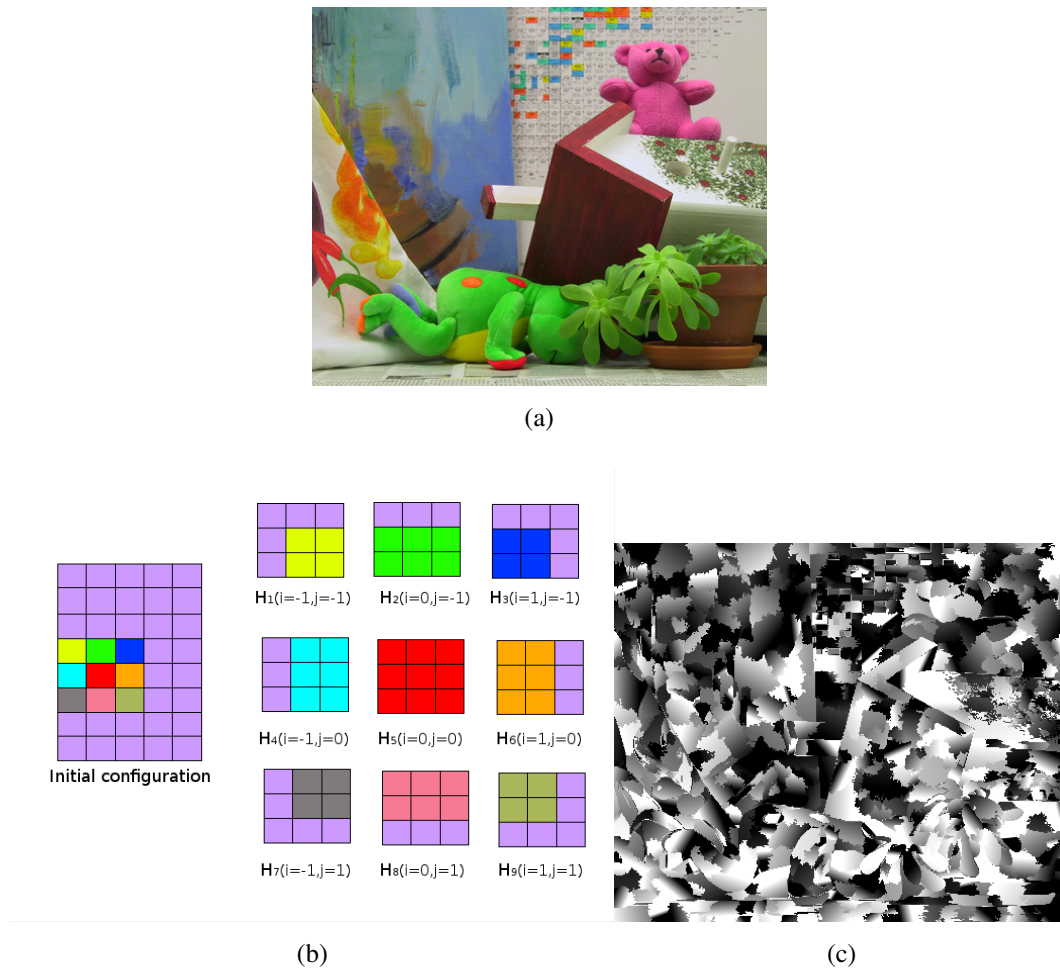 (a)
H₁(i=-1,j=-1) H₂(i=0,j=-1) H₃(i=1,j=-1)
H₄(i=-1,j=0) H₅(i=0,j=0) H₆(i=1,j=0)
Initial configuration
H₇(i=-1,j=1) H₈(i=0,j=1) H₉(i=1,j=1)
(b) (c)